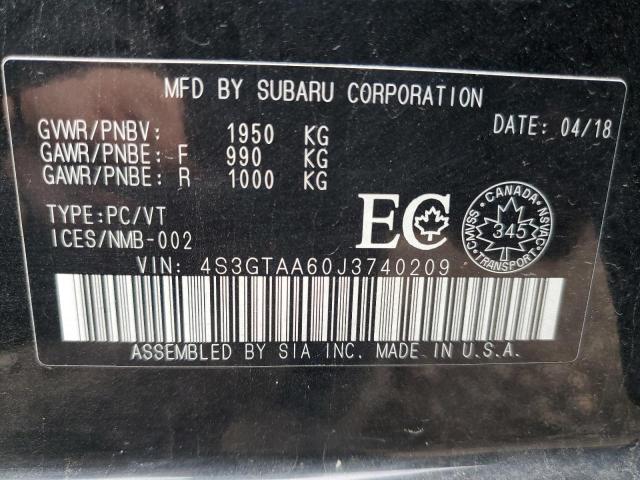 MFD BY SUBARU CORPORATION
GVWR/PNBV: 1950 KG DATE: 04/18
GAWR/PNBE: F 990 KG
GAWR/PNBE: R 1000 KG
TYPE:PC/VT
ICES/NMB-002
EC
CANADA
CMVSS 345 NSVAC
TRANSPORT
VIN: 4S3GTAA60J3740209
ASSEMBLED BY SIA INC. MADE IN U.S.A.